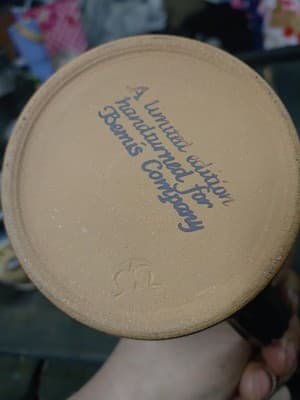 A limited edition
handturned for
Bemis Company